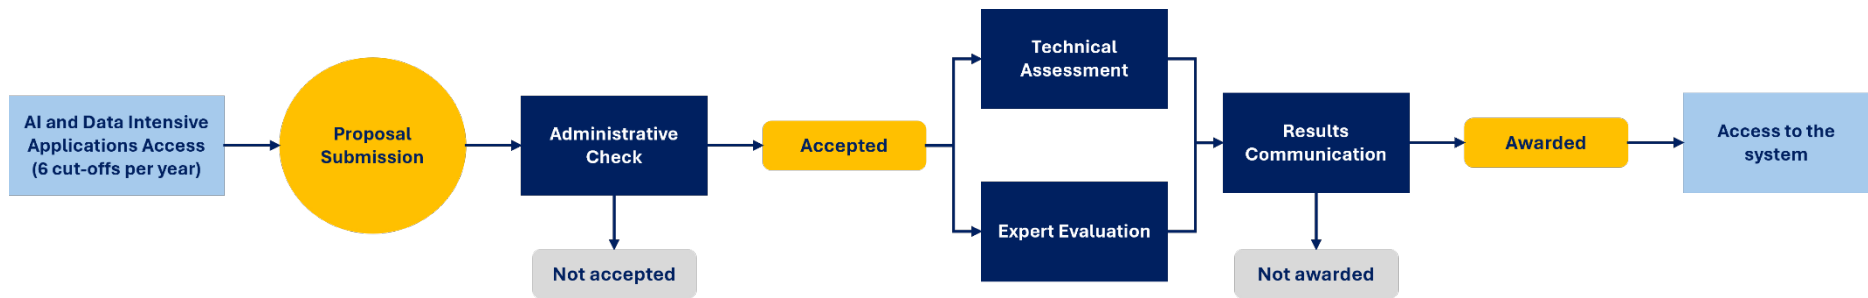 AI and Data Intensive
Applications Access
(6 cut-offs per year)
Proposal
Submission
Administrative
Check
Not accepted
Accepted
Technical
Assessment
Expert Evaluation
Results
Communication
Not awarded
Awarded
Access to the
system